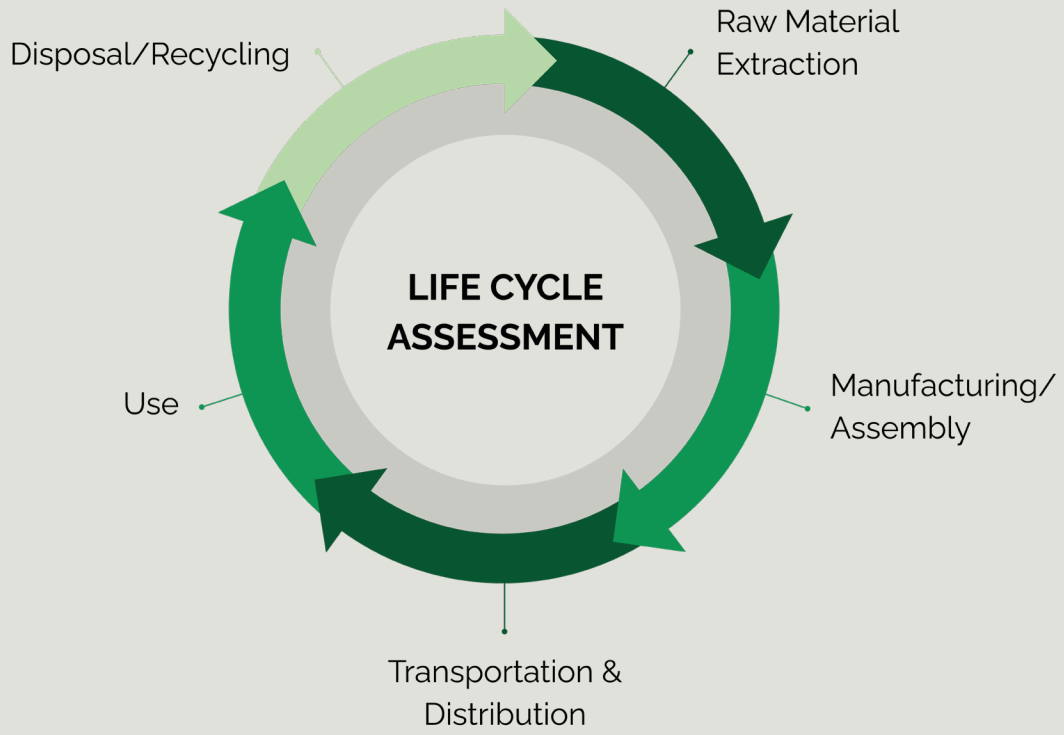 Disposal/Recycling
Raw Material
Extraction
LIFE CYCLE
ASSESSMENT
Use
Manufacturing/
Assembly
Transportation &
Distribution